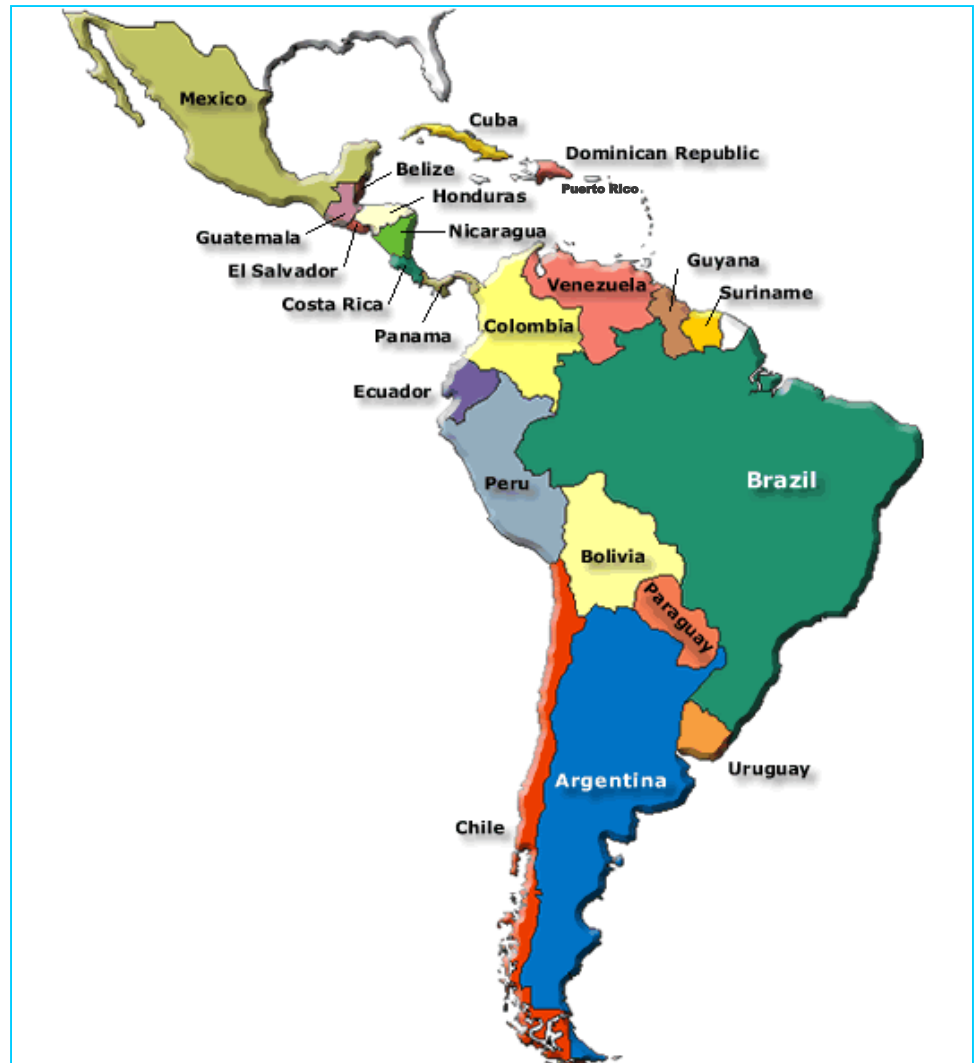 Mexico
Cuba
Dominican Republic
Belize
Puerto Rico
Honduras
Guatemala
Nicaragua
El Salvador
Guyana
Costa Rica
Venezuela
Suriname
Panama
Colombia
Ecuador
Peru
Brazil
Bolivia
Paraguay
Uruguay
Argentina
Chile